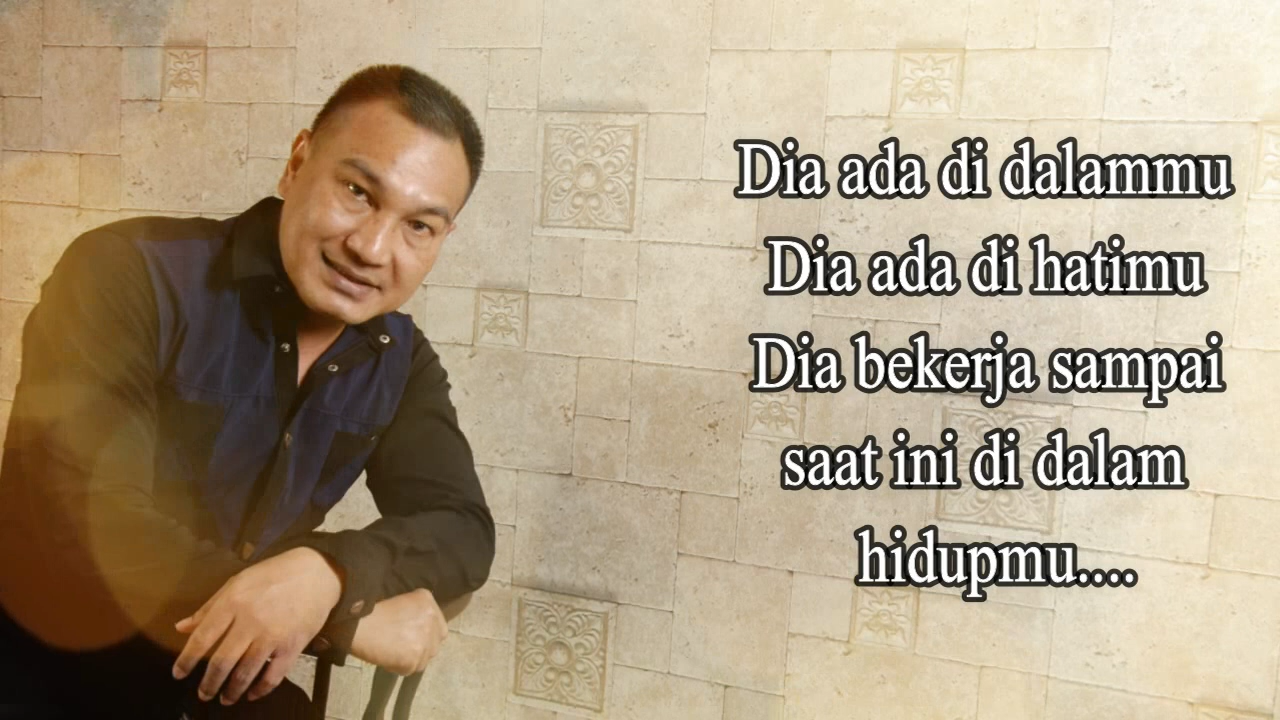 Dia ada di dalammu
Dia ada di hatimu
Dia bekerja sampai
saat ini di dalam
hidupmu....